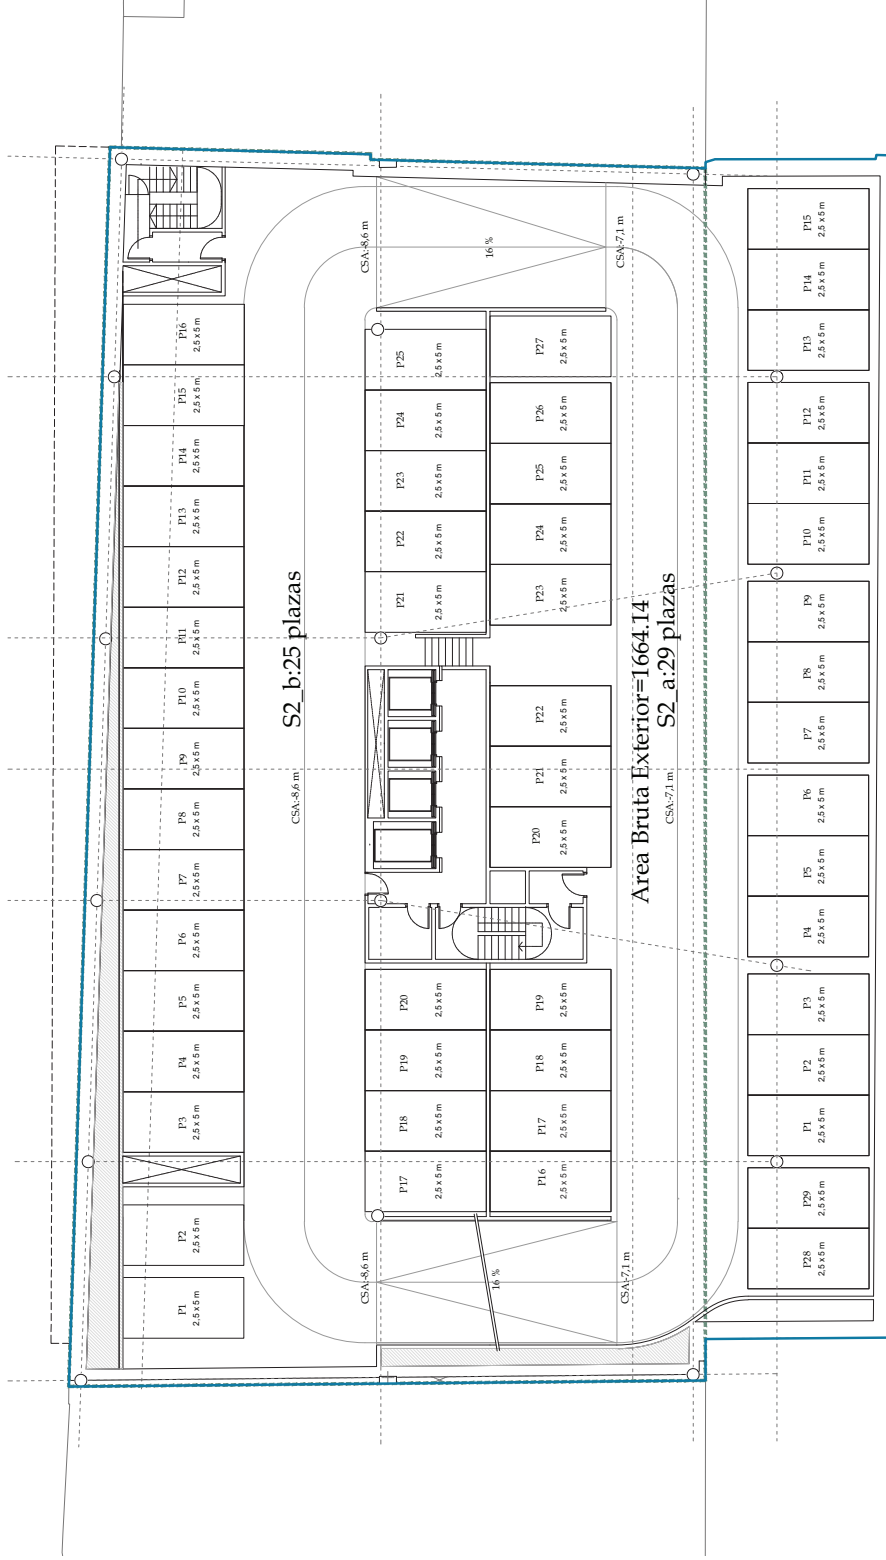 P1
2,5 x 5 m
P2
2,5 x 5 m
P3
2,5 x 5 m
P4
2,5 x 5 m
P5
2,5 x 5 m
P6
2,5 x 5 m
P7
2,5 x 5 m
P8
2,5 x 5 m
P9
2,5 x 5 m
P10
2,5 x 5 m
P11
2,5 x 5 m
P12
2,5 x 5 m
P13
2,5 x 5 m
P14
2,5 x 5 m
P15
2,5 x 5 m
P16
2,5 x 5 m
S2_b:25 plazas
CSA:-8,6 m
CSA:-8,6 m
CSA:-8,6 m
P17
2,5 x 5 m
P18
2,5 x 5 m
P19
2,5 x 5 m
P20
2,5 x 5 m
P21
2,5 x 5 m
P22
2,5 x 5 m
P23
2,5 x 5 m
P24
2,5 x 5 m
P25
2,5 x 5 m
16 %
16 %
P16
2,5 x 5 m
P17
2,5 x 5 m
P18
2,5 x 5 m
P19
2,5 x 5 m
P20
2,5 x 5 m
P21
2,5 x 5 m
P22
2,5 x 5 m
P23
2,5 x 5 m
P24
2,5 x 5 m
P25
2,5 x 5 m
P26
2,5 x 5 m
P27
2,5 x 5 m
CSA:-7,1 m
CSA:-7,1 m
Area Bruta Exterior=1664.14
S2_a:29 plazas
CSA:-7,1 m
P28
2,5 x 5 m
P29
2,5 x 5 m
P1
2,5 x 5 m
P2
2,5 x 5 m
P3
2,5 x 5 m
P4
2,5 x 5 m
P5
2,5 x 5 m
P6
2,5 x 5 m
P7
2,5 x 5 m
P8
2,5 x 5 m
P9
2,5 x 5 m
P10
2,5 x 5 m
P11
2,5 x 5 m
P12
2,5 x 5 m
P13
2,5 x 5 m
P14
2,5 x 5 m
P15
2,5 x 5 m